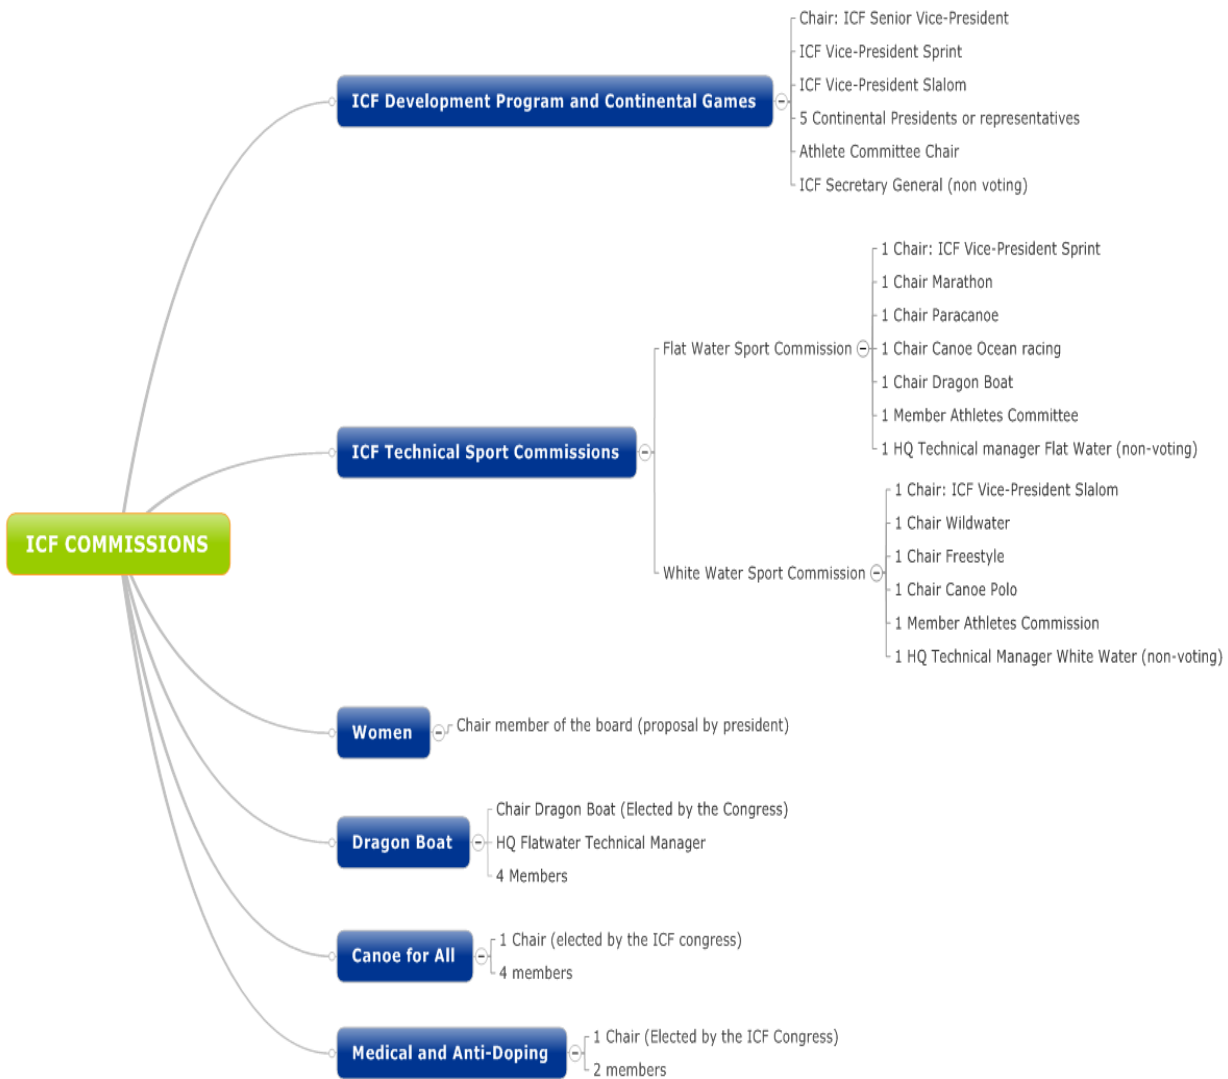 ICF COMMISSIONS
ICF Development Program and Continental Games
Chair: ICF Senior Vice-President
ICF Vice-President Sprint
ICF Vice-President Slalom
5 Continental Presidents or representatives
Athlete Committee Chair
ICF Secretary General (non voting)
ICF Technical Sport Commissions
Flat Water Sport Commission
1 Chair: ICF Vice-President Sprint
1 Chair Marathon
1 Chair Paracanoe
1 Chair Canoe Ocean racing
1 Chair Dragon Boat
1 Member Athletes Committee
1 HQ Technical manager Flat Water (non-voting)
White Water Sport Commission
1 Chair: ICF Vice-President Slalom
1 Chair Wildwater
1 Chair Freestyle
1 Chair Canoe Polo
1 Member Athletes Commission
1 HQ Technical Manager White Water (non-voting)
Women
Chair member of the board (proposal by president)
Dragon Boat
Chair Dragon Boat (Elected by the Congress)
HQ Flatwater Technical Manager
4 Members
Canoe for All
1 Chair (elected by the ICF congress)
4 members
Medical and Anti-Doping
1 Chair (Elected by the ICF Congress)
2 members